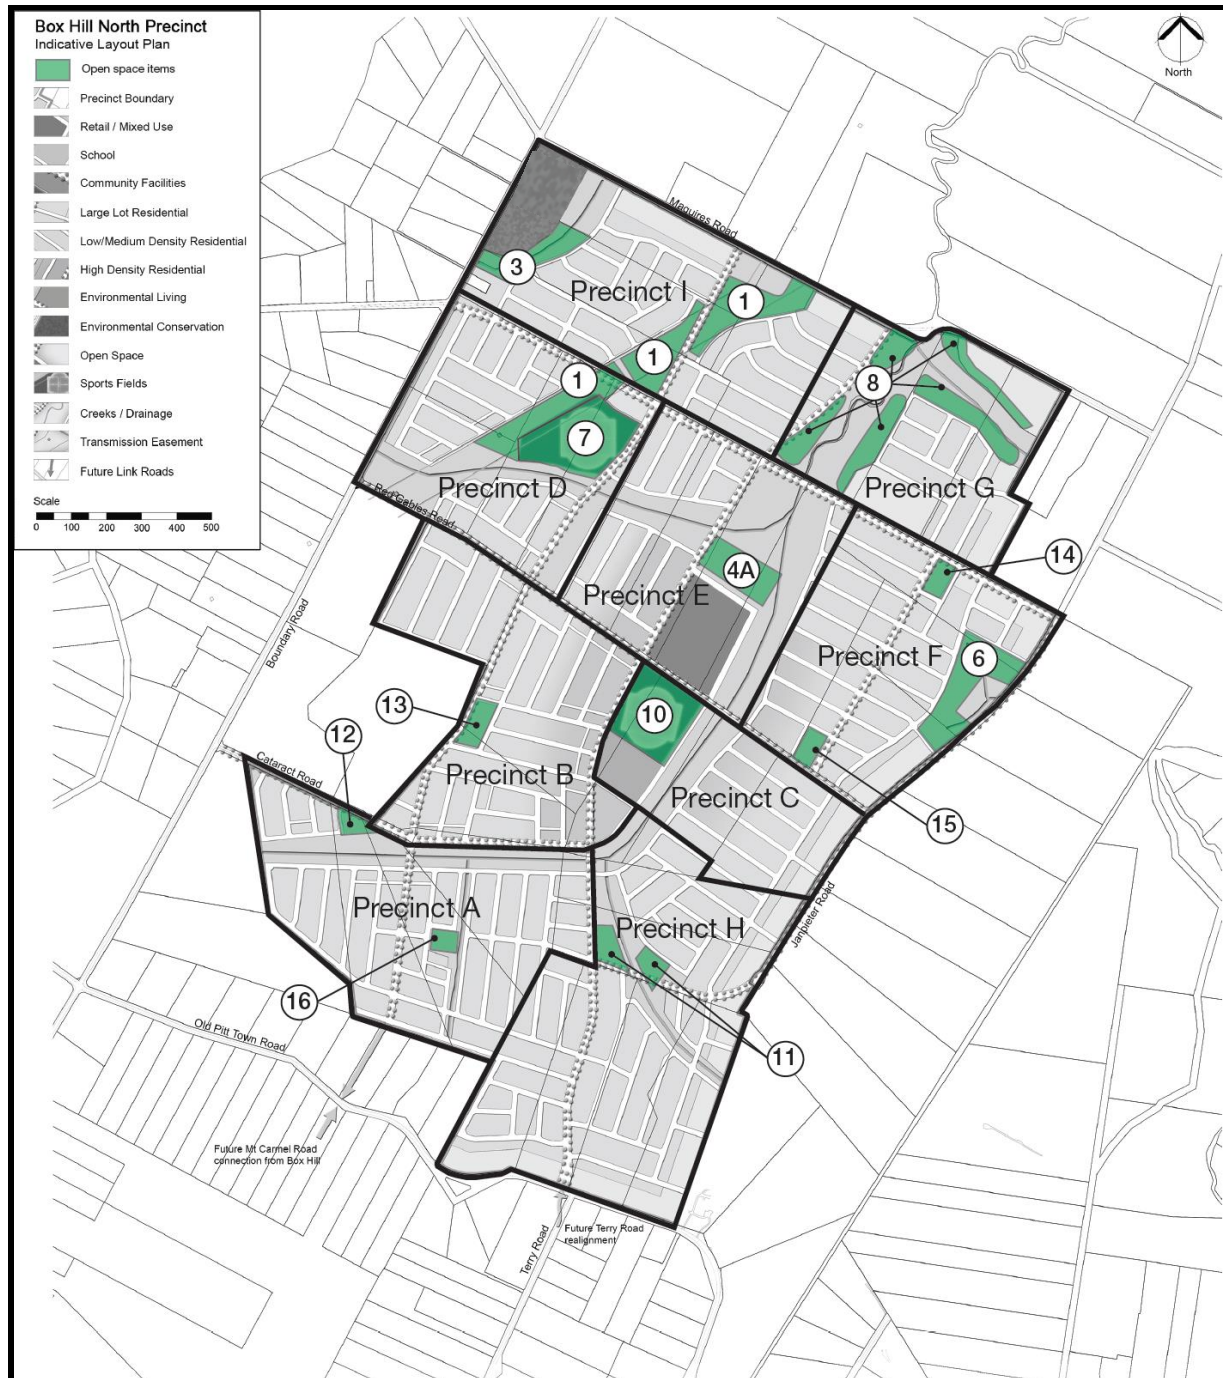 Box Hill North Precinct
Indicative Layout Plan
Open space items
Precinct Boundary
Retail / Mixed Use
School
Community Facilities
Large Lot Residential
Low/Medium Density Residential
High Density Residential
Environmental Living
Environmental Conservation
Open Space
Sports Fields
Creeks / Drainage
Transmission Easement
Future Link Roads
Scale
0 100 200 300 400 500
North
Maguires Road
3
Precinct I
1
1
1
8
7
Precinct D
Precinct G
Red Gables Road
14
4A
Precinct E
Boundary Road
Precinct F
6
13
10
12
Cataract Road
Precinct B
Precinct C
15
Precinct A
Precinct H
Janpieter Road
16
Old Pitt Town Road
11
Future Mt Carmel Road
connection from Box Hill
Terry Road
Future Terry Road
realignment